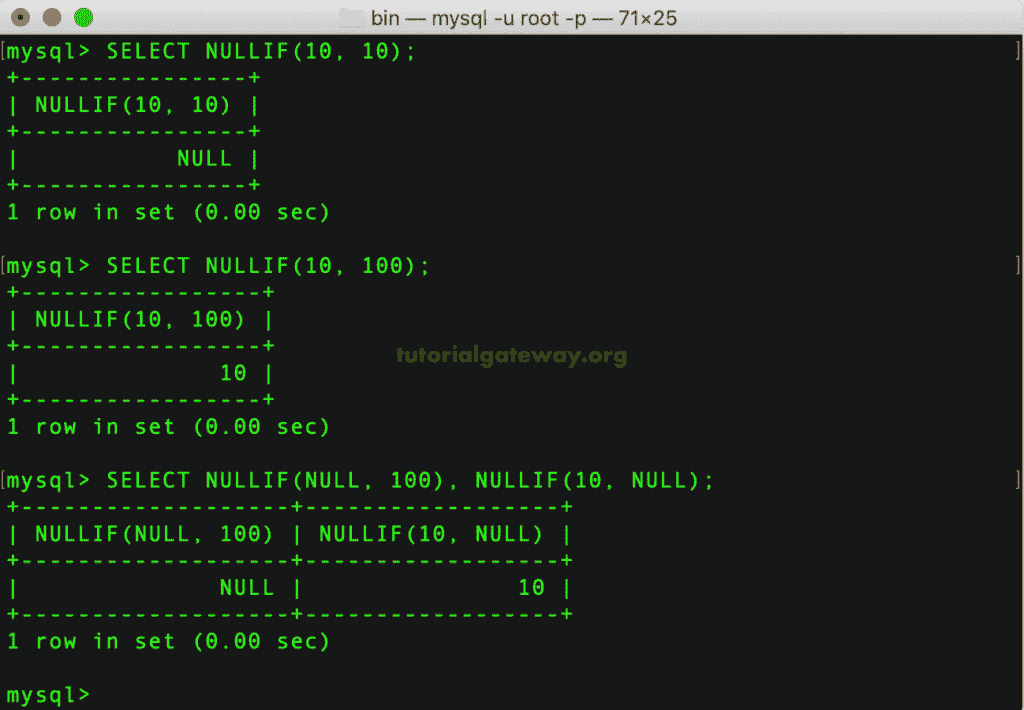 bin — mysql -u root -p — 71×25
[mysql> SELECT NULLIF(10, 10); ]
+----------------+
| NULLIF(10, 10) |
+----------------+
|           NULL |
+----------------+
1 row in set (0.00 sec)
[mysql> SELECT NULLIF(10, 100); ]
+-----------------+
| NULLIF(10, 100) |
+-----------------+
|              10 |
+-----------------+
1 row in set (0.00 sec)
[mysql> SELECT NULLIF(NULL, 100), NULLIF(10, NULL); ]
+-------------------+------------------+
| NULLIF(NULL, 100) | NULLIF(10, NULL) |
+-------------------+------------------+
|              NULL |               10 |
+-------------------+------------------+
1 row in set (0.00 sec)
mysql>
tutorialgateway.org